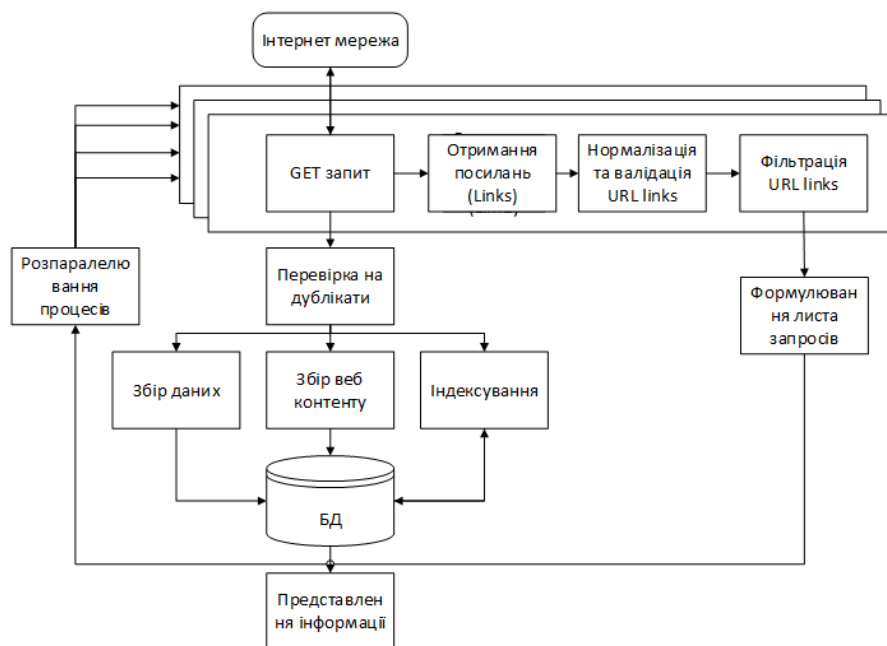 Інтернет мережа
GET запит
Отримання
посилань
(Links)
Нормалізація
та валідація
URL links
Фільтрація
URL links
Розпаралелю
вання
процесів
Перевірка на
дублікати
Формулюван
ня листа
запросів
Збір даних
Збір веб
контенту
Індексування
БД
Представлен
ня інформації